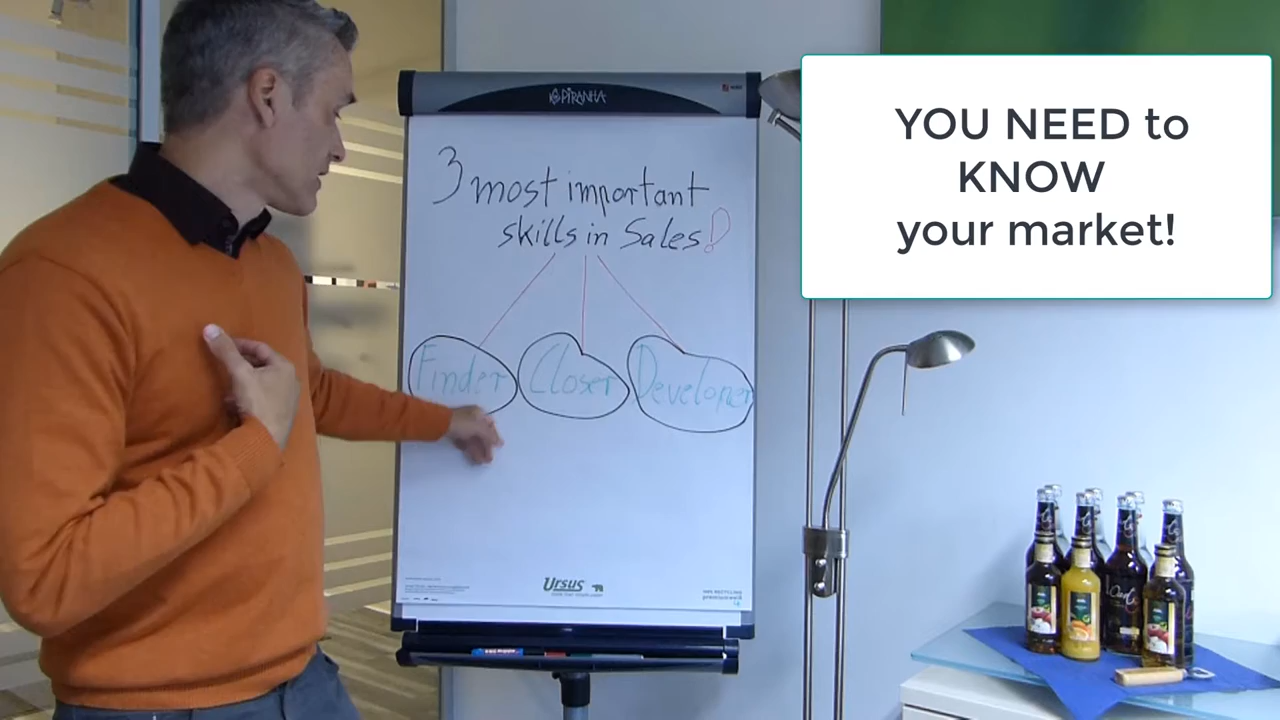 PiRANHA
3 most important
skills in Sales!
Finder Closer Developer
Ursus
YOU NEED to
KNOW
your market!